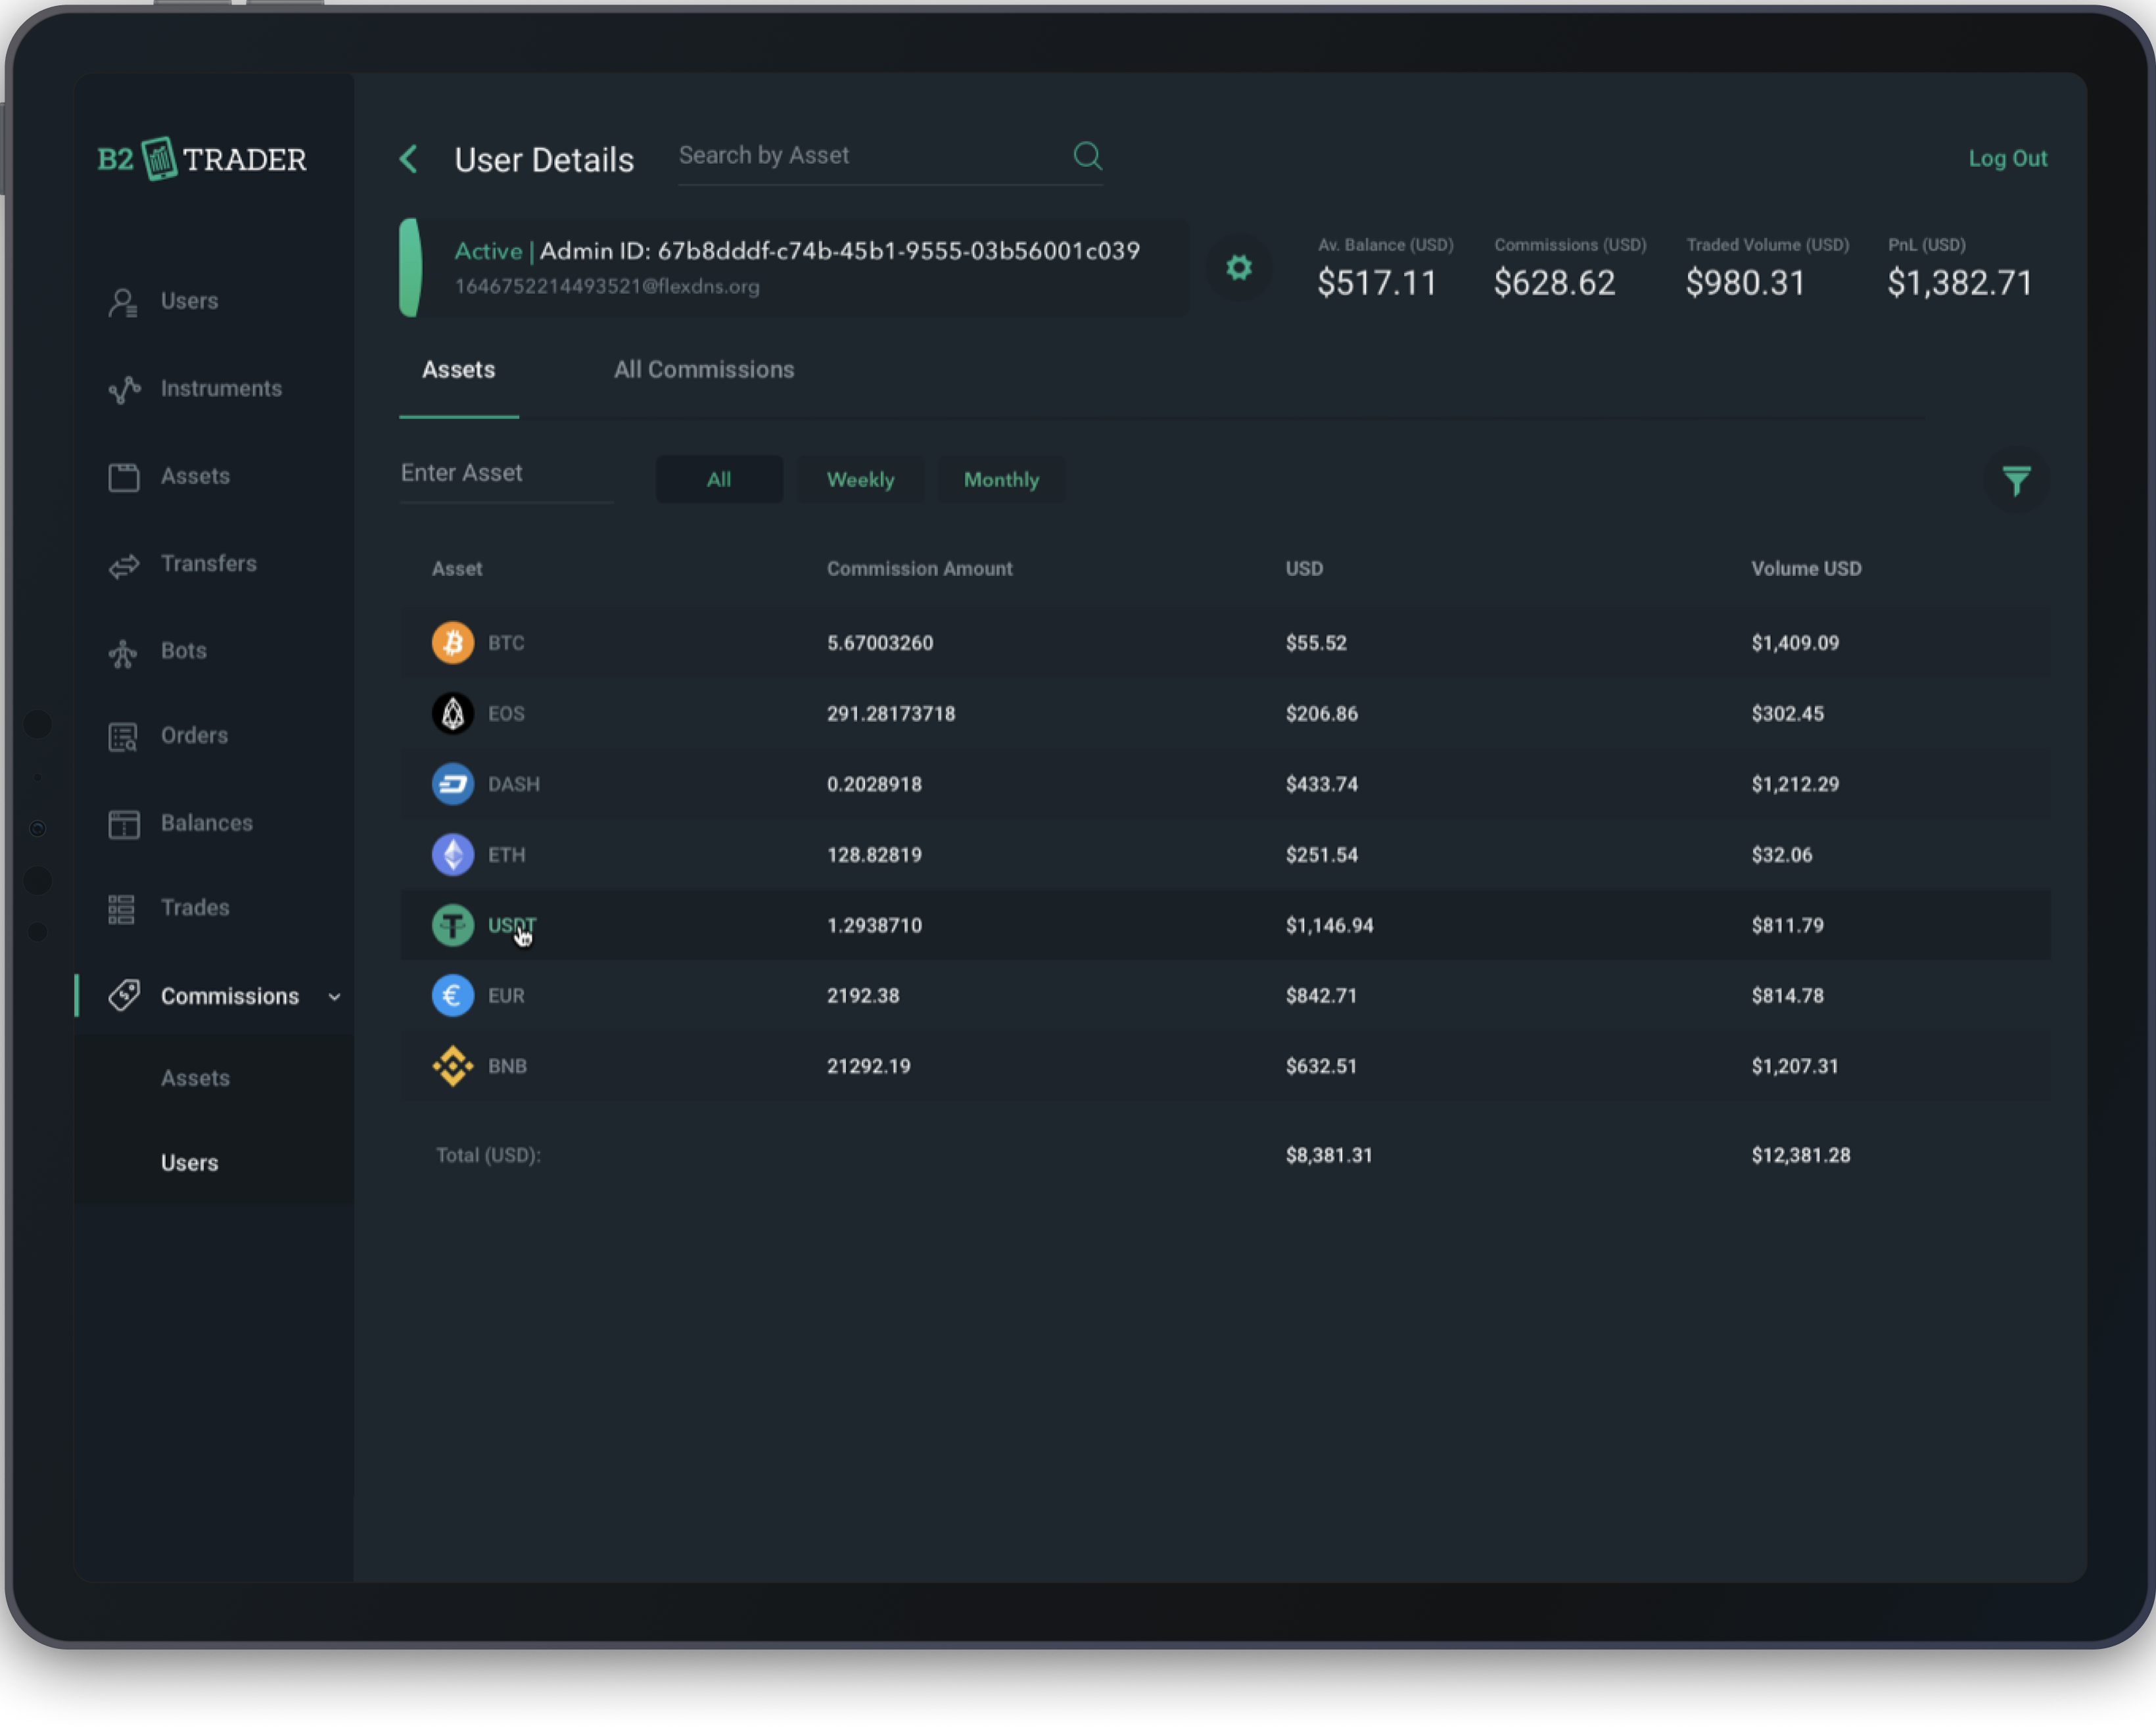 B2 TRADER
User Details
Search by Asset
Log Out
Active | Admin ID: 67b8dddf-c74b-45b1-9555-03b56001c039
1646752214493521@flexdns.org
Av. Balance (USD)
$517.11
Commissions (USD)
$628.62
Traded Volume (USD)
$980.31
PnL (USD)
$1,382.71
Users
Instruments
Assets
Transfers
Bots
Orders
Balances
Trades
Commissions
Assets
Users
Assets
All Commissions
Enter Asset
All
Weekly
Monthly
Asset Commission Amount USD Volume USD
BTC 5.67003260 $55.52 $1,409.09
EOS 291.28173718 $206.86 $302.45
DASH 0.2028918 $433.74 $1,212.29
ETH 128.82819 $251.54 $32.06
USDT 1.2938710 $1,146.94 $811.79
EUR 2192.38 $842.71 $814.78
BNB 21292.19 $632.51 $1,207.31
Total (USD): $8,381.31 $12,381.28